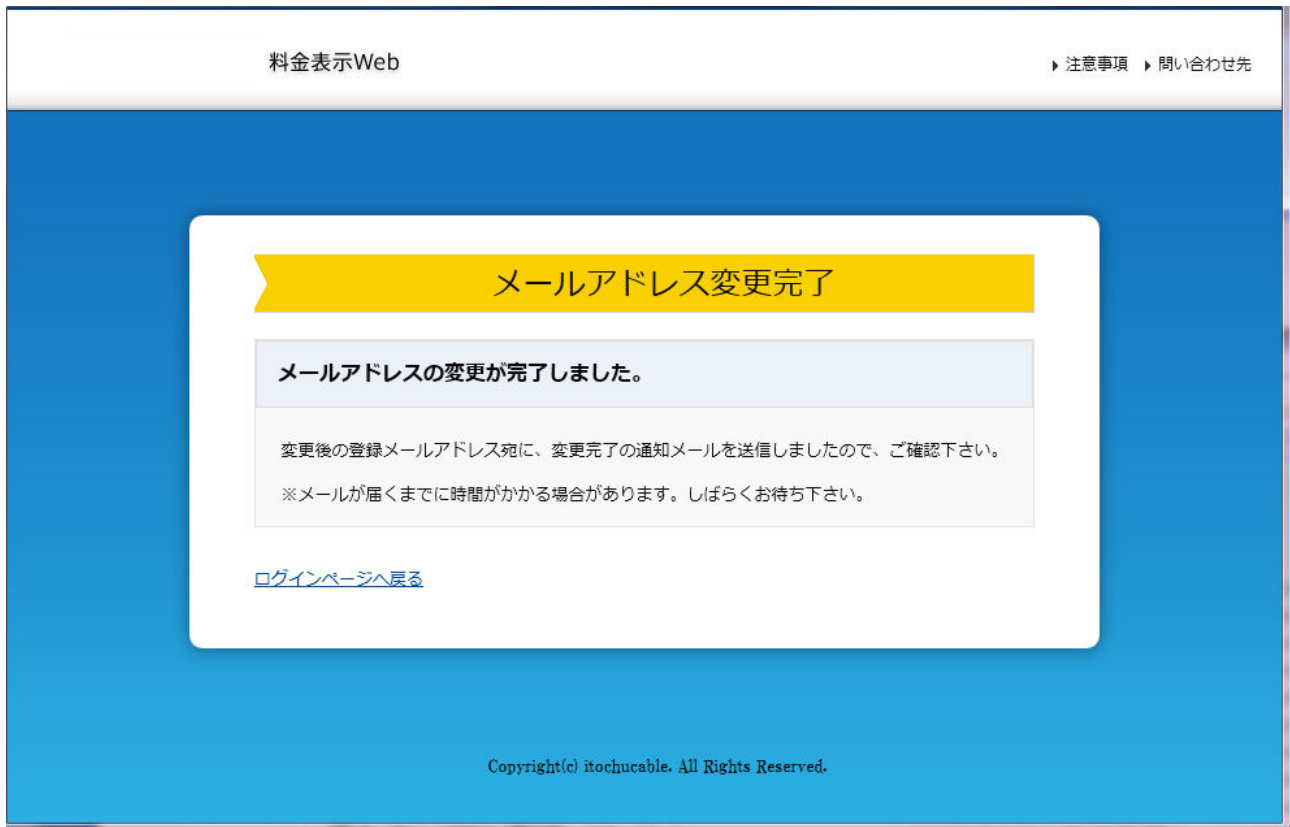 料金表示Web
注意事項 問い合わせ先
メールアドレス変更完了
メールアドレスの変更が完了しました。
変更後の登録メールアドレス宛に、変更完了の通知メールを送信しましたので、ご確認下さい。
※メールが届くまでに時間がかかる場合があります。しばらくお待ち下さい。
ログインページへ戻る
Copyright(c) itochucable. All Rights Reserved.